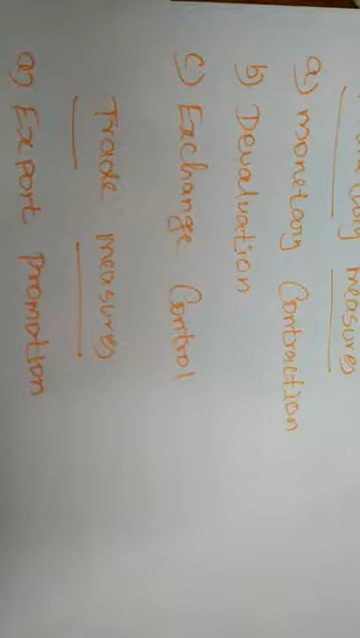 measures
a) monetary Contraction
b) Devaluation
c) Exchange Control
Trade measures
a) Export Promotion